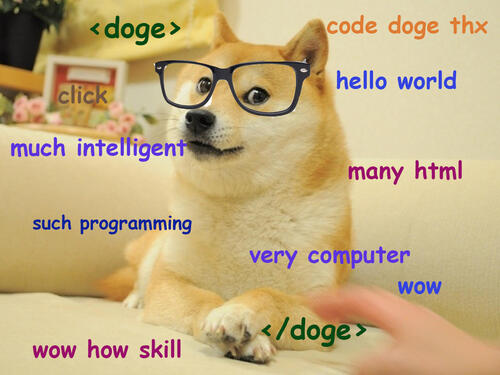 <doge>
code doge thx
hello world
click
much intelligent
many html
such programming
very computer
wow
</doge>
wow how skill